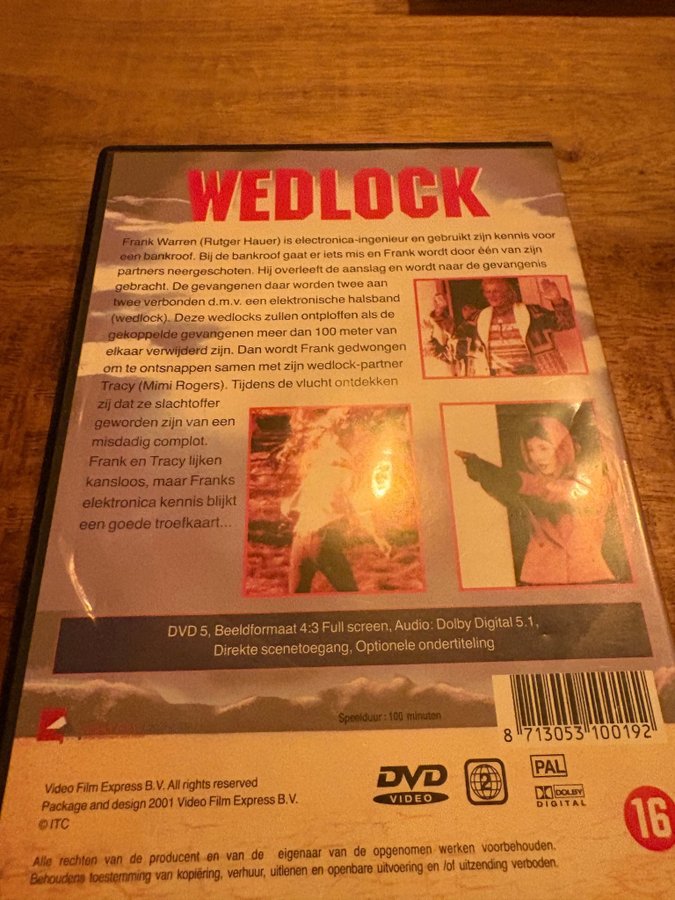 WEDLOCK
Frank Warren (Rutger Hauer) is electronica-ingenieur en gebruikt zijn kennis voor
een bankroof. Bij de bankroof gaat er iets mis en Frank wordt door één van zijn
partners neergeschoten. Hij overleeft de aanslag en wordt naar de gevangenis
gebracht. De gevangenen daar worden twee aan
twee verbonden d.m.v. een elektronische halsband
(wedlock). Deze wedlocks zullen ontploffen als de
gekoppelde gevangenen meer dan 100 meter van
elkaar verwijderd zijn. Dan wordt Frank gedwongen
om te ontsnappen samen met zijn wedlock-partner
Tracy (Mimi Rogers). Tijdens de vlucht ontdekken
zij dat ze slachtoffer
geworden zijn van een
misdadig complot.
Frank en Tracy lijken
kansloos, maar Franks
elektronica kennis blijkt
een goede troefkaart...
DVD 5, Beeldformaat 4:3 Full screen, Audio: Dolby Digital 5.1,
Direkte scenetoegang, Optionele ondertiteling
Speelduur: 100 minuten
8 713053 100192
Video Film Express B.V. All rights reserved
Package and design 2001 Video Film Express B.V.
© ITC
DVD
VIDEO
2
PAL
DOLBY
DIGITAL
16
Alle rechten van de producent en van de eigenaar van de opgenomen werken voorbehouden.
Behoudens toestemming van kopiëring, verhuur, uitlenen en openbare uitvoering en /of uitzending verboden.